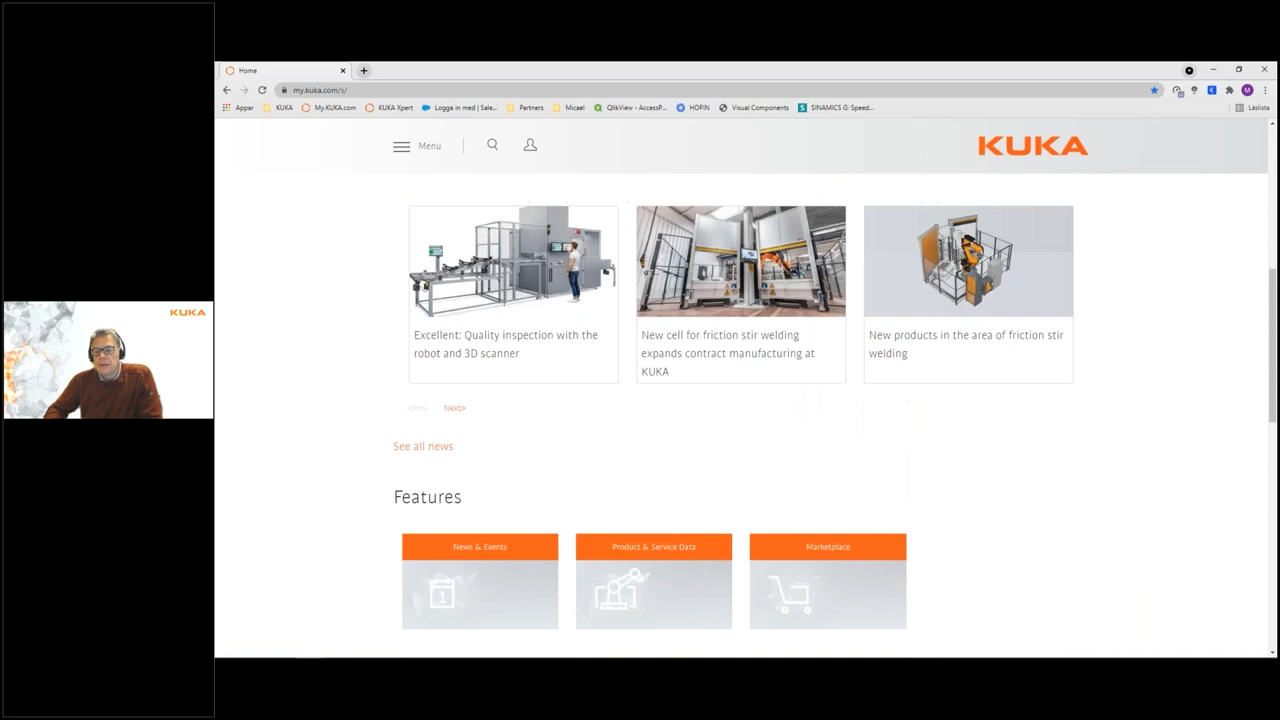 Home
my.kuka.com/s/
Appar
KUKA
My.KUKA.com
KUKA Xpert
Logga in med | Sale...
Partners
Micael
QlikView - AccessP...
HOPIN
Visual Components
SINAMICS G: Speed...
Läslista
M
Menu
KUKA
Excellent: Quality inspection with the
robot and 3D scanner
New cell for friction stir welding
expands contract manufacturing at
KUKA
New products in the area of friction stir
welding
<Prev
Next>
See all news
Features
News & Events
Product & Service Data
Marketplace
1
KUKA